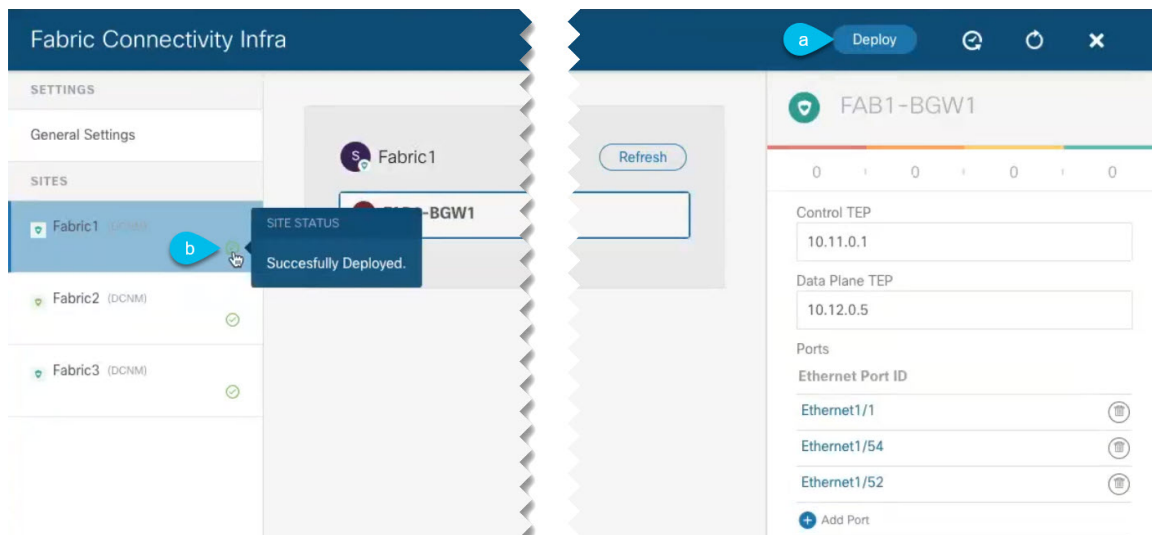 Fabric Connectivity Infra
a
Deploy
SETTINGS
General Settings
SITES
Fabric1 (DCNM)
b
SITE STATUS
Succesfully Deployed.
Fabric2 (DCNM)
Fabric3 (DCNM)
S
Fabric1
Refresh
-BGW1
FAB1-BGW1
0
0
0
0
Control TEP
10.11.0.1
Data Plane TEP
10.12.0.5
Ports
Ethernet Port ID
Ethernet1/1
Ethernet1/54
Ethernet1/52
Add Port